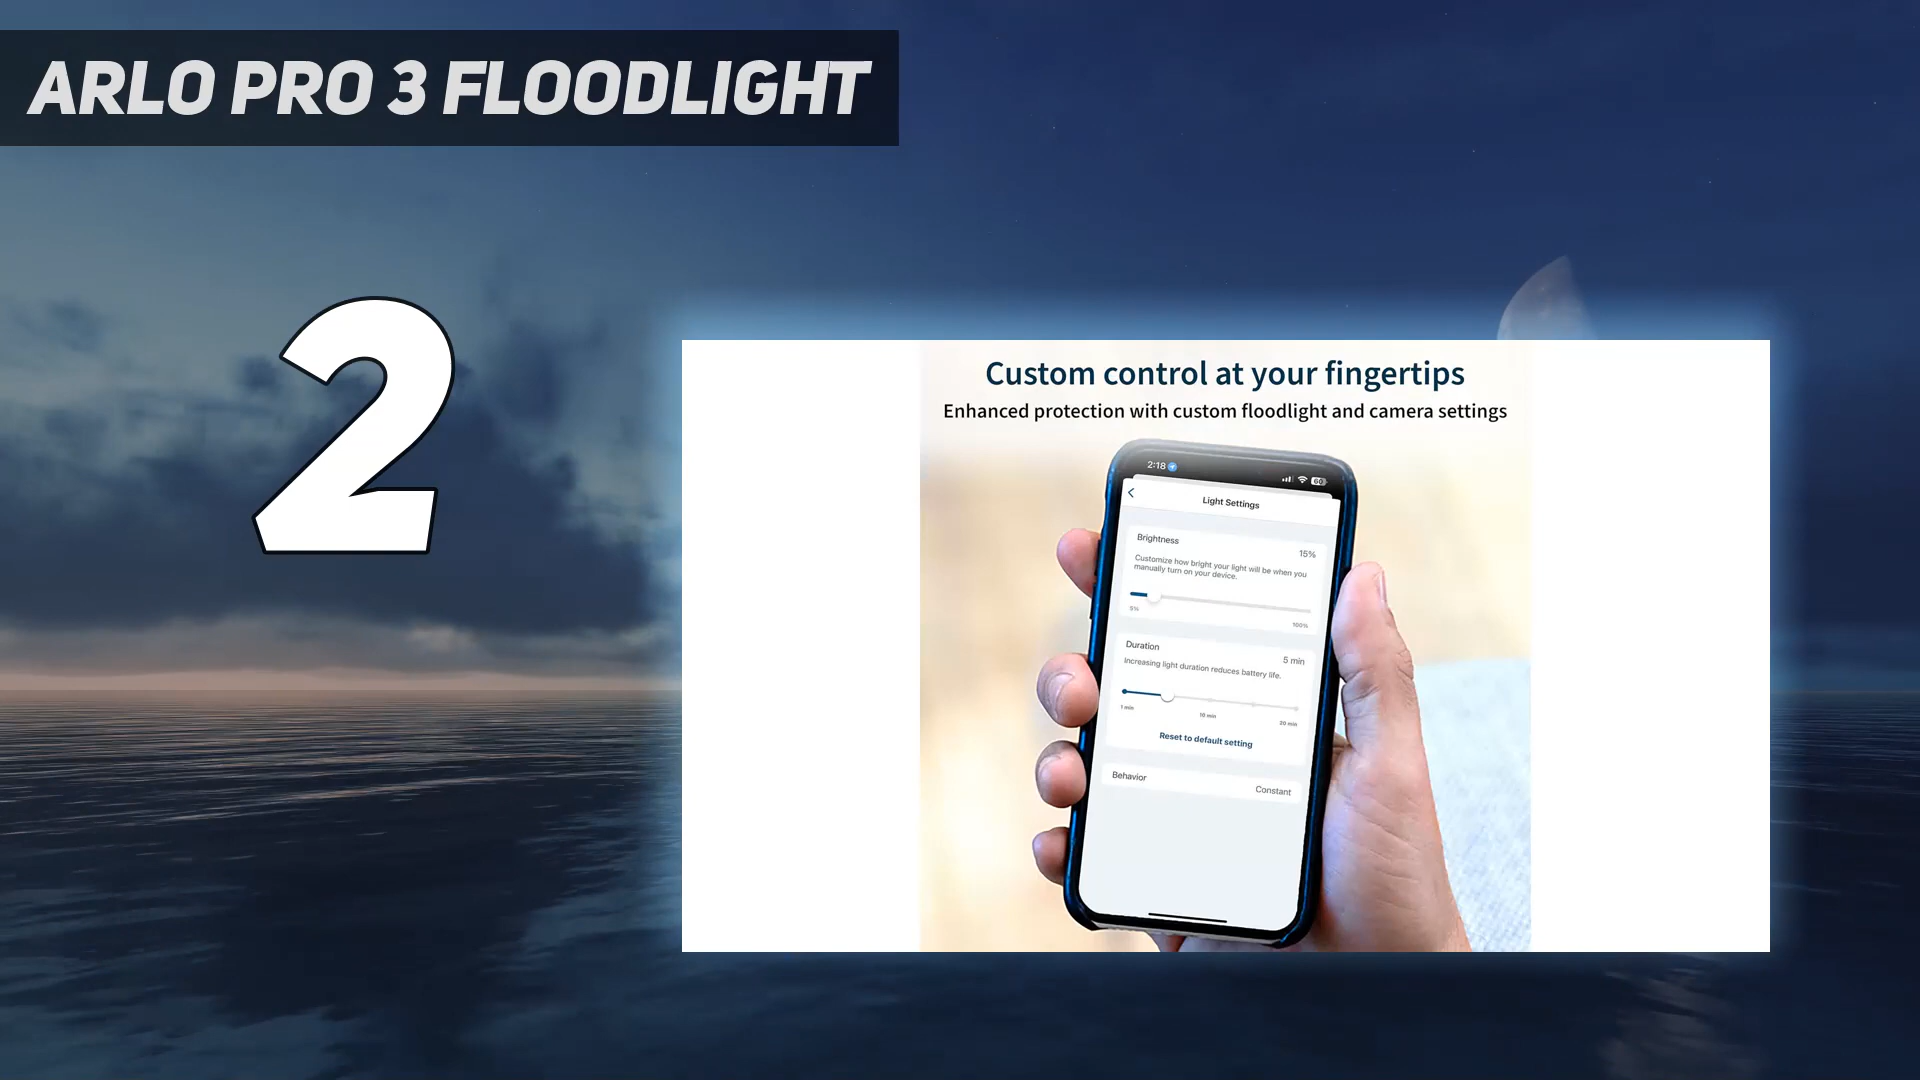 ARLO PRO 3 FLOODLIGHT
2
Custom control at your fingertips
Enhanced protection with custom floodlight and camera settings
2:18
60
Light Settings
Brightness
15%
Customize how bright your light will be when you
manually turn on your device.
5%
100%
Duration
5 min
Increasing light duration reduces battery life.
1 min
10 min
20 min
Reset to default setting
Behavior
Constant